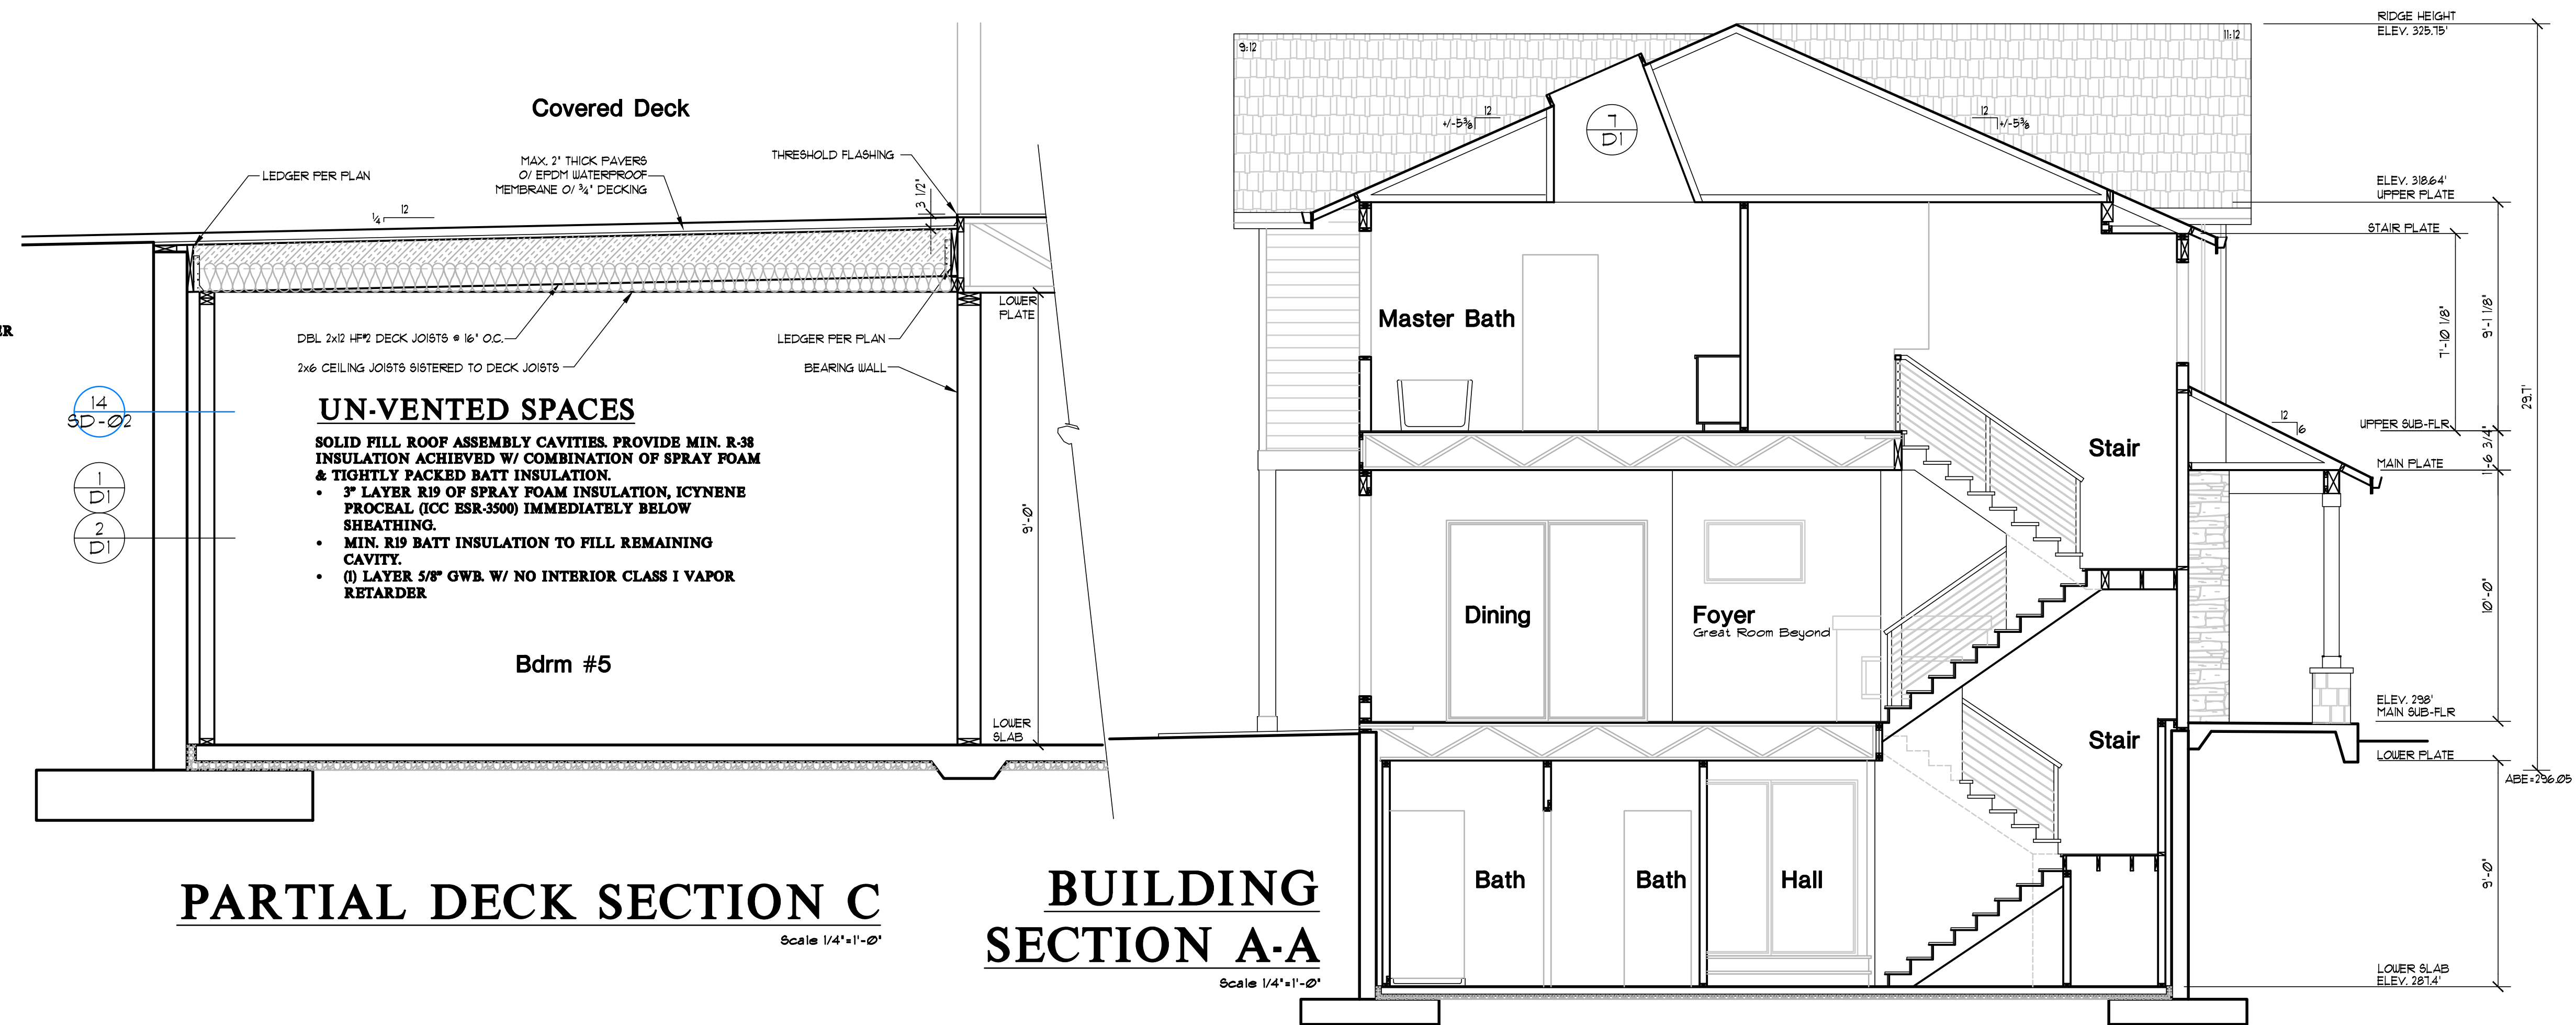 Covered Deck
THRESHOLD FLASHING
MAX. 2" THICK PAVERS
O/ EPDM WATERPROOF
MEMBRANE O/ ¾" DECKING
LEDGER PER PLAN
3 1/2"
12
¼
LOWER
PLATE
DBL 2x12 HF#2 DECK JOISTS @ 16" O.C.
LEDGER PER PLAN
2x6 CEILING JOISTS SISTERED TO DECK JOISTS
BEARING WALL
ER
14
SD-02
1
D1
2
D1
UN-VENTED SPACES
SOLID FILL ROOF ASSEMBLY CAVITIES. PROVIDE MIN. R-38
INSULATION ACHIEVED W/ COMBINATION OF SPRAY FOAM
& TIGHTLY PACKED BATT INSULATION.
• 3" LAYER R19 OF SPRAY FOAM INSULATION, ICYNENE
PROCEAL (ICC ESR-3500) IMMEDIATELY BELOW
SHEATHING.
• MIN. R19 BATT INSULATION TO FILL REMAINING
CAVITY.
• (1) LAYER 5/8" GWB. W/ NO INTERIOR CLASS I VAPOR
RETARDER
9'-0"
Bdrm #5
LOWER
SLAB
PARTIAL DECK SECTION C
Scale 1/4"=1'-0"
BUILDING
SECTION A-A
Scale 1/4"=1'-0"
9:12
11:12
12
+/-5⅜
7
D1
12
+/-5⅜
Master Bath
Stair
12
6
Dining
Foyer
Great Room Beyond
Stair
Bath
Bath
Hall
RIDGE HEIGHT
ELEV. 325.75'
ELEV. 318.64'
UPPER PLATE
STAIR PLATE
7'-10 1/8"
9'-1 1/8"
29.7'
UPPER SUB-FLR
1'-6 3/4"
MAIN PLATE
10'-0"
ELEV. 298'
MAIN SUB-FLR
LOWER PLATE
ABE=296.05
9'-0"
LOWER SLAB
ELEV. 287.4'